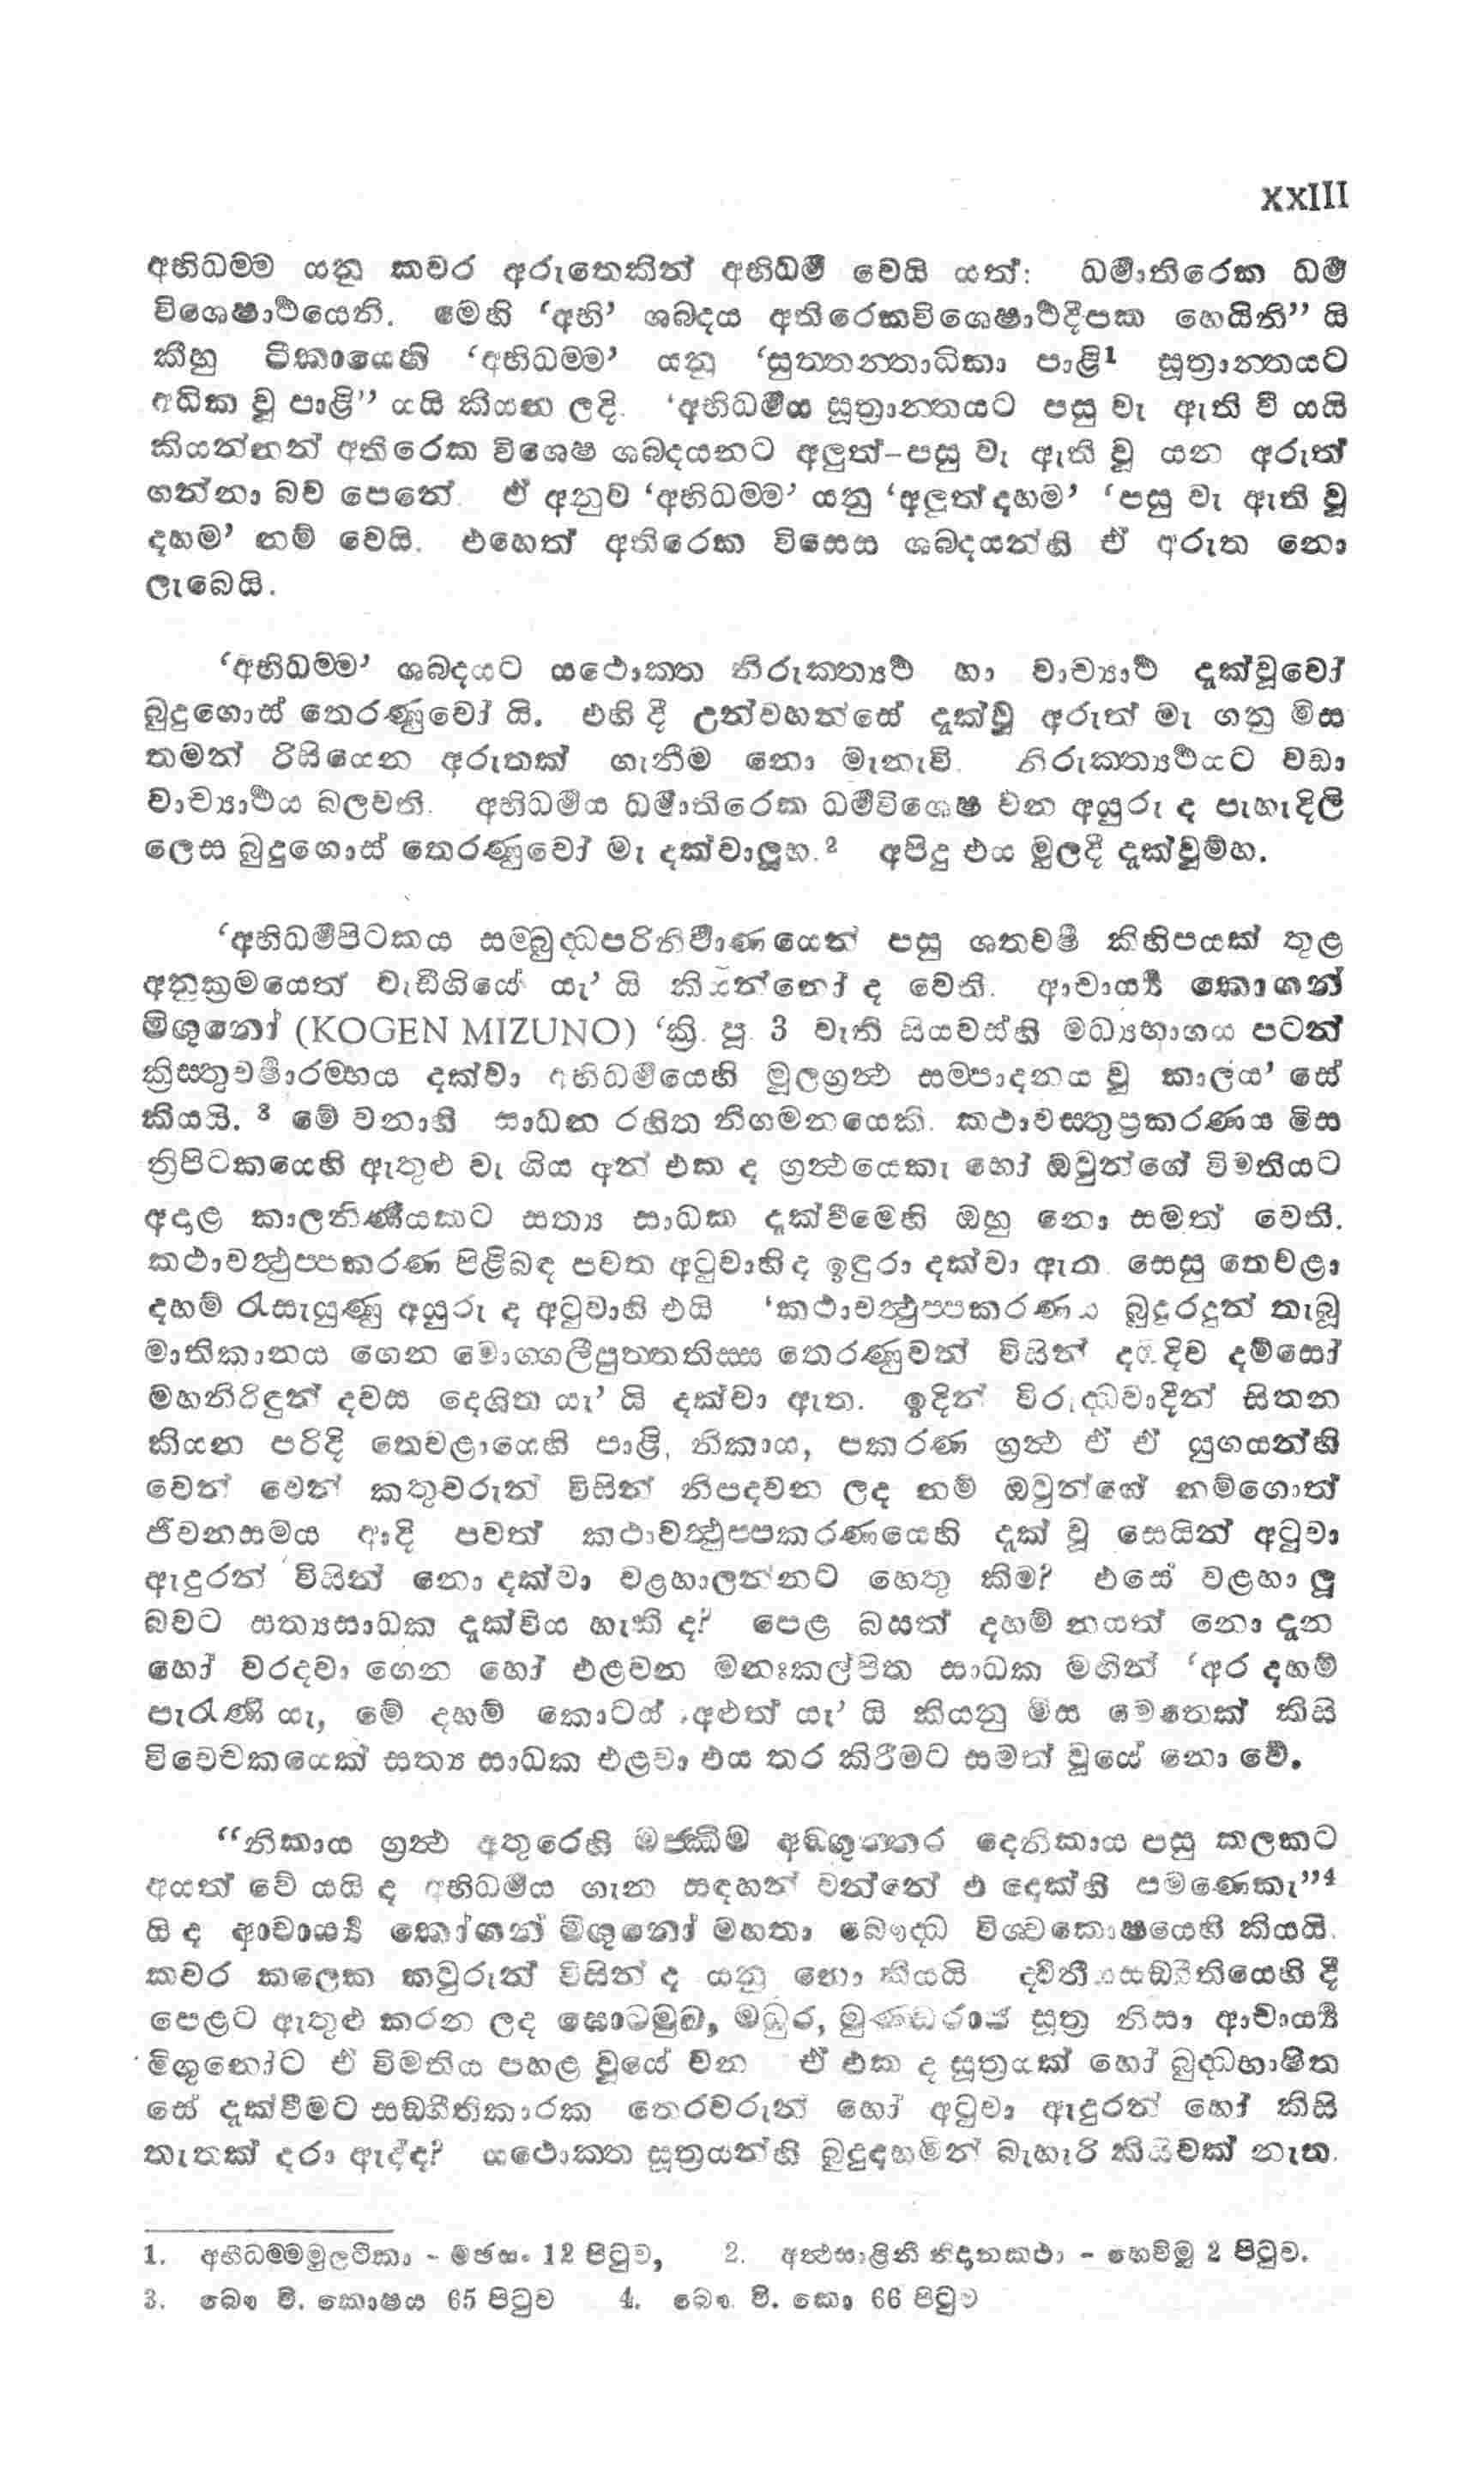 XXIII
අභිධම්ම යනු කවර අරුතෙකින් අභිධර්ම වෙයි යත්: ධර්මාතිරෙක ධර්ම
විශෙෂාර්ථයෙනි. මෙහි ‘අභි’ ශබ්දය අතිරෙකවිශෙෂාර්ථදීපක හෙයිනි” යි
කීහු ටීකායෙහි ‘අභිධම්ම’ යනු ‘සුත්තන්තාධිකා පාළි¹ සූත්‍රාන්තයට
අධික වූ පාළි” යයි කියන ලදි. ‘අභිධර්මය සූත්‍රාන්තයට පසු වැ ඇති වී යයි
කියන්නන් අතිරෙක විශෙෂ ශබ්දයනට අලුත්-පසු වැ ඇති වූ යන අරුත්
ගන්නා බව පෙනේ. ඒ අනුව ‘අභිධම්ම’ යනු ‘අලුත් දහම’ ‘පසු වැ ඇති වූ
දහම’ නම් වෙයි. එහෙත් අතිරෙක විසෙස ශබ්දයන්හි ඒ අරුත නො
ලැබෙයි.
‘අභිධම්ම’ ශබ්දයට යථොක්ත නිරුක්ත්‍යර්ථ හා වාච්‍යාර්ථ දැක්වූවෝ
බුදුගොස් තෙරණුවෝ යි. එහි දී උන්වහන්සේ දැක්වූ අරුත් මැ ගනු මිස
තමන් රිසියෙන අරුතක් ගැනීම නො මැනැවි. නිරුක්ත්‍යර්ථයට වඩා
වාච්‍යාර්ථය බලවති. අභිධර්මය ධර්මාතිරෙක ධර්මවිශෙෂ වන අයුරු ද පැහැදිලි
ලෙස බුදුගොස් තෙරණුවෝ මැ දක්වාලූහ.² අපිදු එය මුලදී දැක්වූම්හ.
‘අභිධර්මපිටකය සම්බුද්ධපරිනිර්වාණයෙන් පසු ශතවර්ෂ කිහිපයක් තුළ
අනුක්‍රමයෙන් වැඩීගියේ යැ’ යි කියන්නෝ ද වෙති. ආචාර්ය්‍ය කොගන්
මිශුනෝ (KOGEN MIZUNO) ‘ක්‍රි. පූ. 3 වැනි සියවස්හි මධ්‍යභාගය පටන්
ක්‍රිස්තුවර්ෂාරම්භය දක්වා අභිධර්මයෙහි මූලග්‍රන්ථ සම්පාදනය වූ කාලය’ සේ
කියයි. ³ මේ වනාහි සාධන රහිත නිගමනයෙකි. කථාවස්තුප්‍රකරණය මිස
ත්‍රිපිටකයෙහි ඇතුළු වැ ගිය අන් එක ද ග්‍රන්ථයෙකැ හෝ ඔවුන්ගේ විමතියට
අදාළ කාලනිර්ණයකට සත්‍ය සාධක දැක්වීමෙහි ඔහු නො සමත් වෙති.
කථාවත්ථුප්පකරණ පිළිබඳ පවත අටුවාහි ද ඉඳුරා දක්වා ඇත. සෙසු තෙවළා
දහම් රැසැයුණු අයුරු ද අටුවාහි එයි ‘කථාවත්ථුප්පකරණය බුදුරදුන් තැබූ
මාතිකානය ගෙන මොග්ගලීපුත්තතිස්ස තෙරණුවන් විසින් දඹදිව දම්සෝ
මහනිරිඳුන් දවස දෙශිත යැ’ යි දක්වා ඇත. ඉදින් විරුද්ධවාදීන් සිතන
කියන පරිදි තෙවළායෙහි පාළි, නිකාය, පකරණ ග්‍රන්ථ ඒ ඒ යුගයන්හි
වෙන් වෙන් කතුවරුන් විසින් නිපදවන ලද නම් ඔවුන්ගේ නම්ගොත්
ජීවනසමය ආදි පවත් කථාවත්ථුප්පකරණයෙහි දැක් වූ සෙයින් අටුවා
ඇදුරන් විසින් නො දක්වා වළහාලන්නට හෙතු කිම? එසේ වළහා ලූ
බවට සත්‍යසාධක දැක්විය හැකි ද? පෙළ බසත් දහම් නයත් නො දැන
හෝ වරදවා ගෙන හෝ එළවන මනඃකල්පිත සාධක මගින් ‘අර දහම්
පැරැණි යැ, මේ දහම් කොටස් අළුත් යැ’ යි කියනු මිස මෙතෙක් කිසි
විවෙචකයෙක් සත්‍ය සාධක එළවා එය තර කිරීමට සමත් වූයේ නො වේ.
“නිකාය ග්‍රන්ථ අතුරෙහි මජ්ඣිම අඞ්ගුත්තර දෙනිකාය පසු කලකට
අයත් වේ යයි ද අභිධර්මය ගැන සඳහන් වන්නේ එ දෙක්හි පමණෙකැ”⁴
යි ද ආචාර්ය්‍ය කෝගන් මිශුනෝ මහතා බෞද්ධ විශ්වකොෂයෙහි කියයි.
කවර කලෙක කවුරුන් විසින් ද යනු නො කියයි ද්විතීයසඞ්ගීතියෙහි දී
පෙළට ඇතුළු කරන ලද ඝොටමුඛ, මධුර, මුණ්ඩරාජ සූත්‍ර නිසා ආචාර්ය්‍ය
මිශුනෝට ඒ විමතිය පහළ වූයේ වන ඒ එක ද සූත්‍රයක් හෝ බුද්ධභාෂිත
සේ දැක්වීමට සඞ්ගීතිකාරක තෙරවරුන් හෝ අටුවා ඇදුරන් හෝ කිසි
තැනක් දරා ඇද්ද? යථොක්ත සූත්‍රයන්හි බුදුදහමින් බැහැරි කිසිවක් නැත.
1. අභිධම්මමූලටීකා - මජස. 12 පිටුව, 2. අත්ථසාලිනී නිදානකථා - හෙවිමු 2 පිටුව.
3. බෞ වි. කොෂය 65 පිටුව 4. බෞ. වි. කො 66 පිටුව